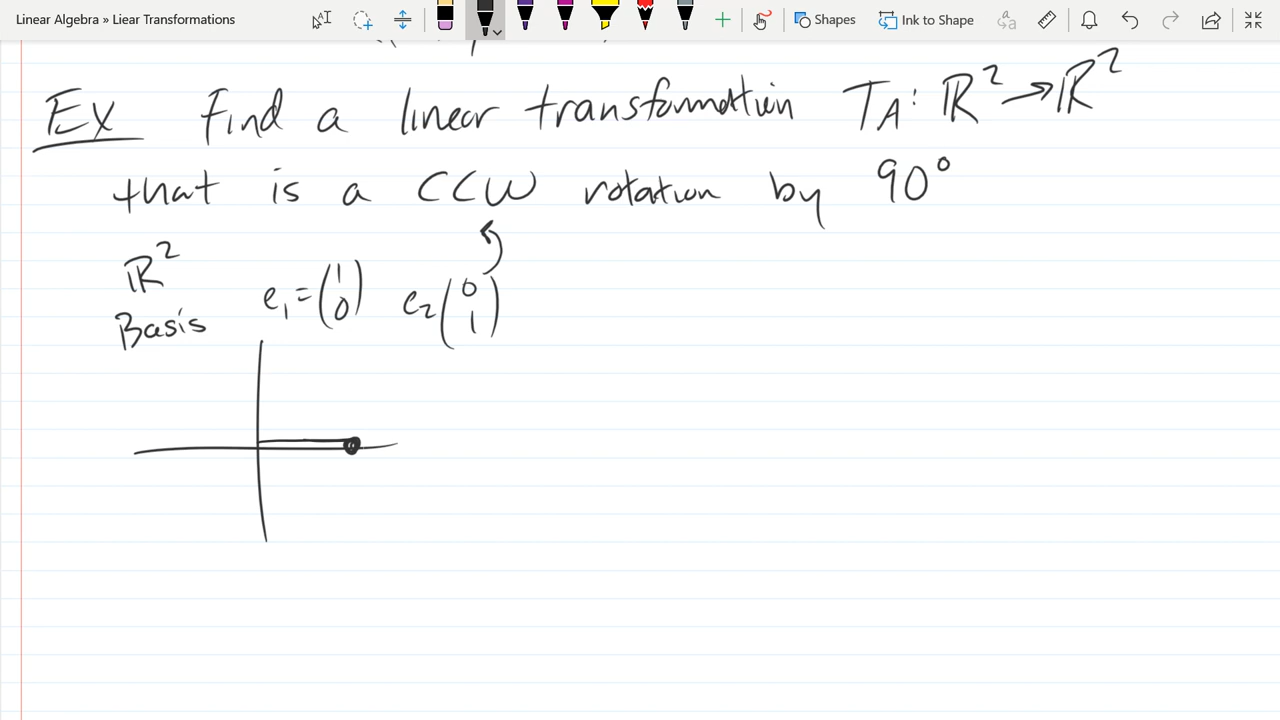 Linear Algebra » Liear Transformations
Shapes
Ink to Shape
Ex Find a linear transformation T_A: ℝ² → ℝ²
that is a CCW rotation by 90°
ℝ²
Basis e₁ = (1 0) e₂ (0 1)